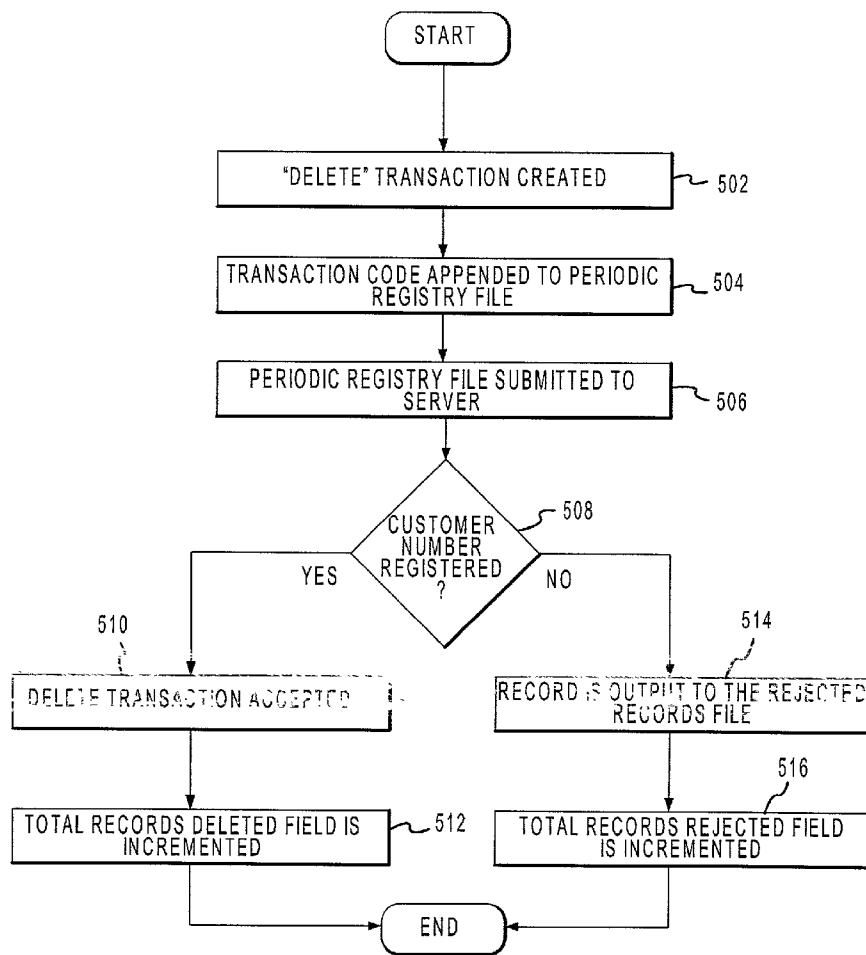 START
"DELETE" TRANSACTION CREATED
502
TRANSACTION CODE APPENDED TO PERIODIC
REGISTRY FILE
504
PERIODIC REGISTRY FILE SUBMITTED TO
SERVER
506
CUSTOMER
NUMBER
REGISTERED
?
508
YES
NO
510
DELETE TRANSACTION ACCEPTED
514
RECORD IS OUTPUT TO THE REJECTED
RECORDS FILE
TOTAL RECORDS DELETED FIELD IS
INCREMENTED
512
516
TOTAL RECORDS REJECTED FIELD
IS INCREMENTED
END